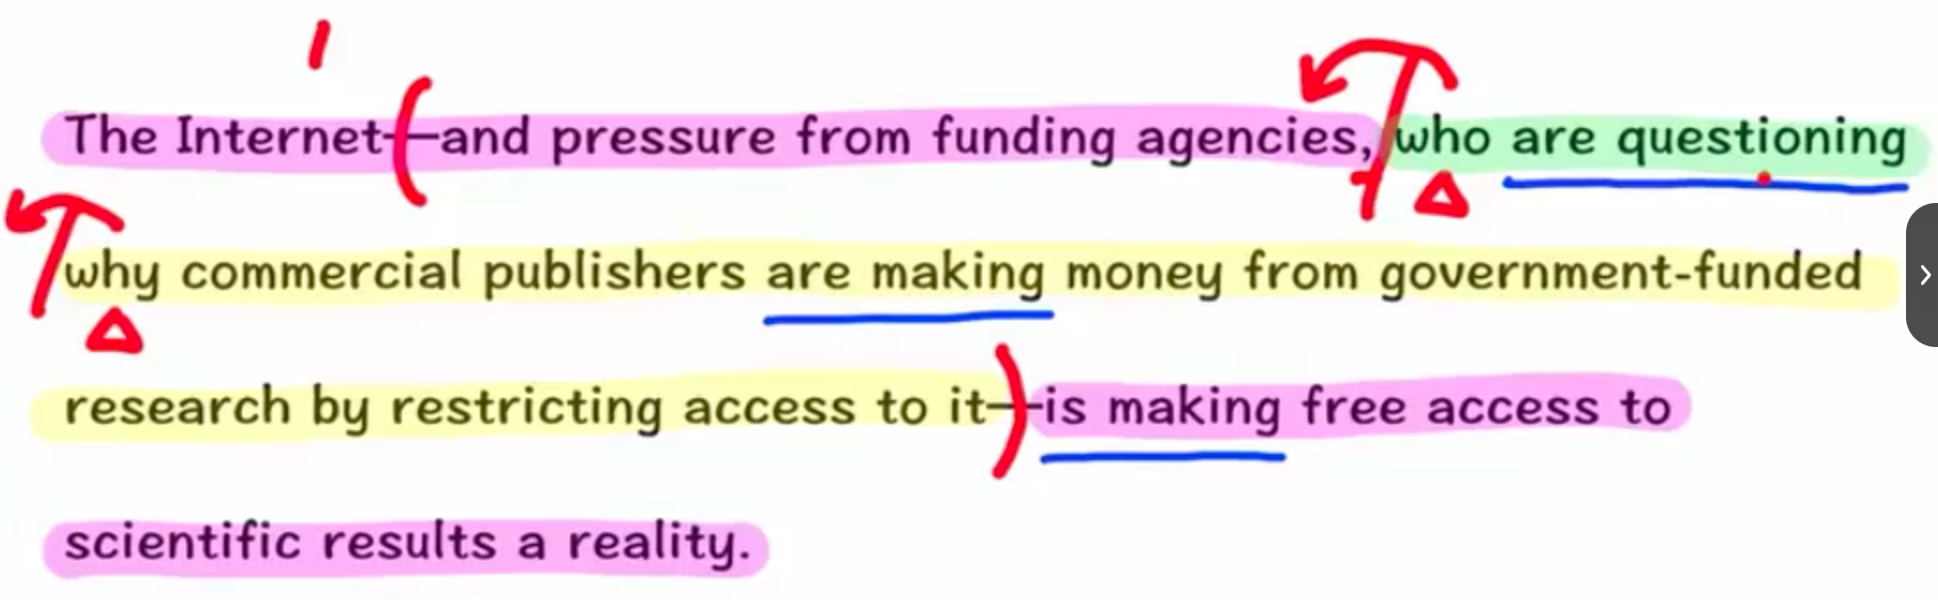 The Internet—and pressure from funding agencies, who are questioning
why commercial publishers are making money from government-funded
research by restricting access to it—is making free access to
scientific results a reality.